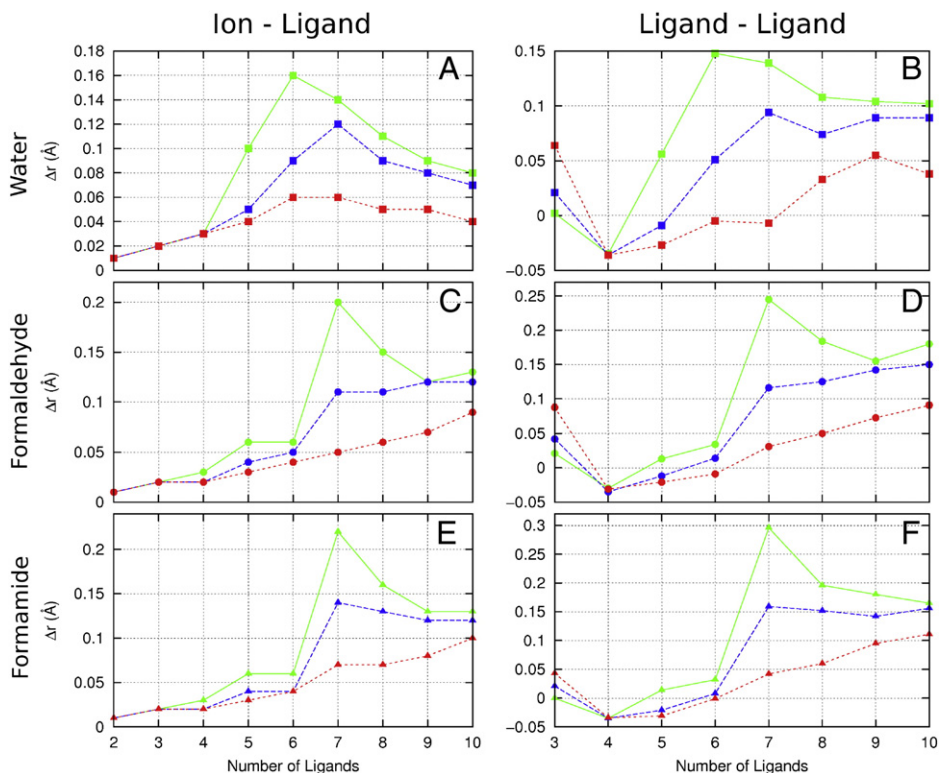 Ion - Ligand
Ligand - Ligand
Water
Δr (Å)
0.18
0.16
0.14
0.12
0.1
0.08
0.06
0.04
0.02
0
A
0.15
0.1
0.05
0
−0.05
B
Formaldehyde
Δr (Å)
0.2
0.15
0.1
0.05
0
C
0.25
0.2
0.15
0.1
0.05
0
−0.05
D
Formamide
Δr (Å)
0.2
0.15
0.1
0.05
0
E
0.3
0.25
0.2
0.15
0.1
0.05
0
−0.05
F
2 3 4 5 6 7 8 9 10
3 4 5 6 7 8 9 10
Number of Ligands
Number of Ligands